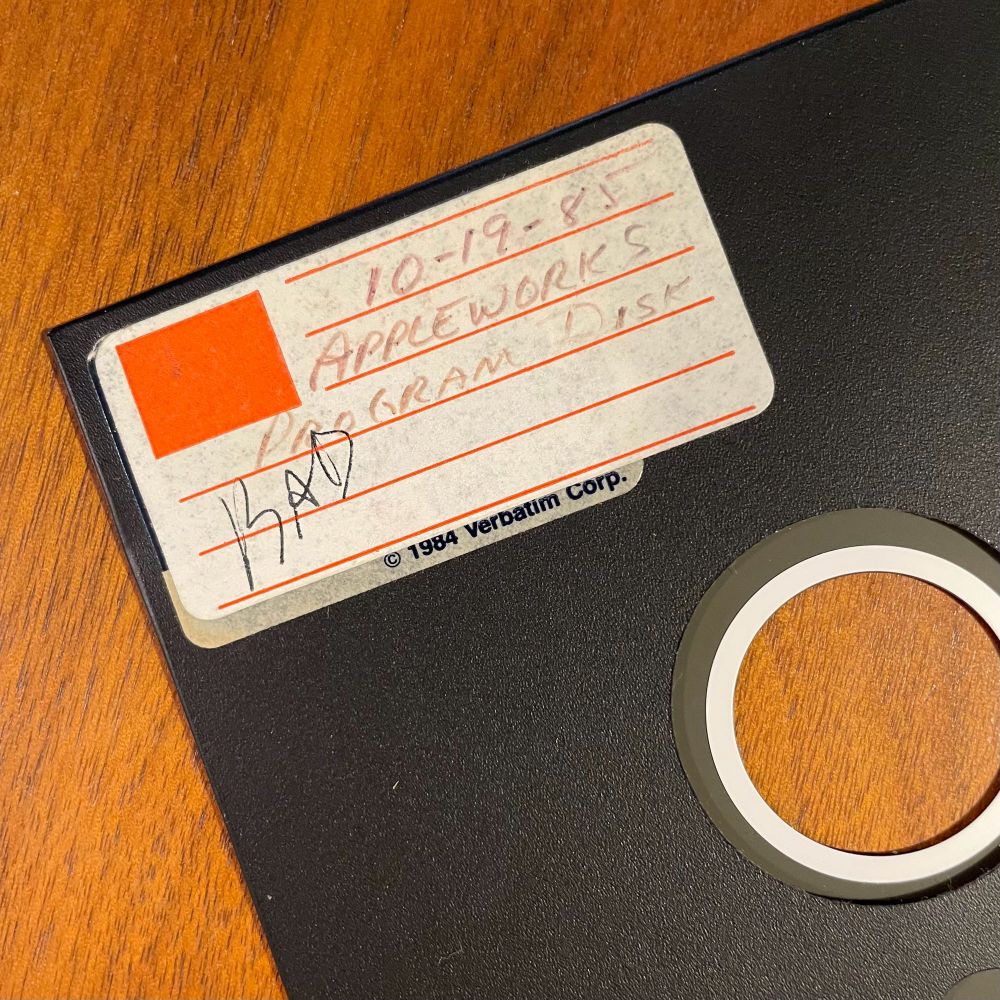 10-19-85
APPLEWORKS
PROGRAM DISK
BAD
© 1984 Verbatim Corp.